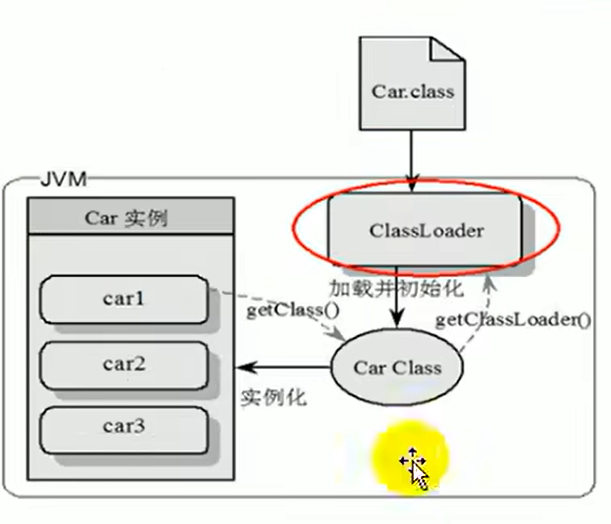 Car.class
JVM
Car 实例
ClassLoader
加载并初始化
car1
getClass()
getClassLoader()
car2
Car Class
实例化
car3